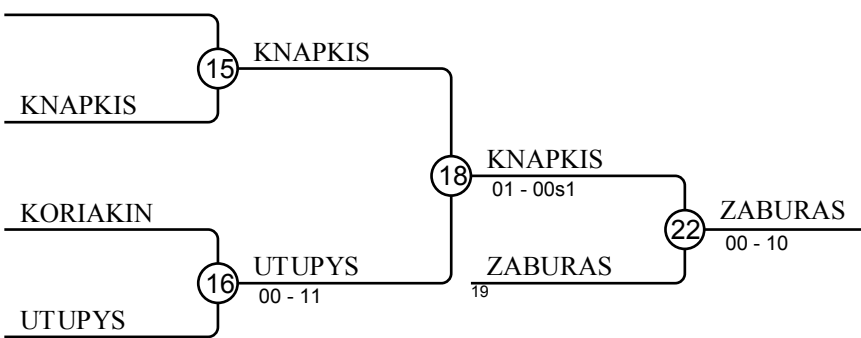 15
KNAPKIS
KNAPKIS
18
KNAPKIS
01 - 00s1
KORIAKIN
16
UTUPYS
00 - 11
UTUPYS
22
ZABURAS
00 - 10
ZABURAS
19